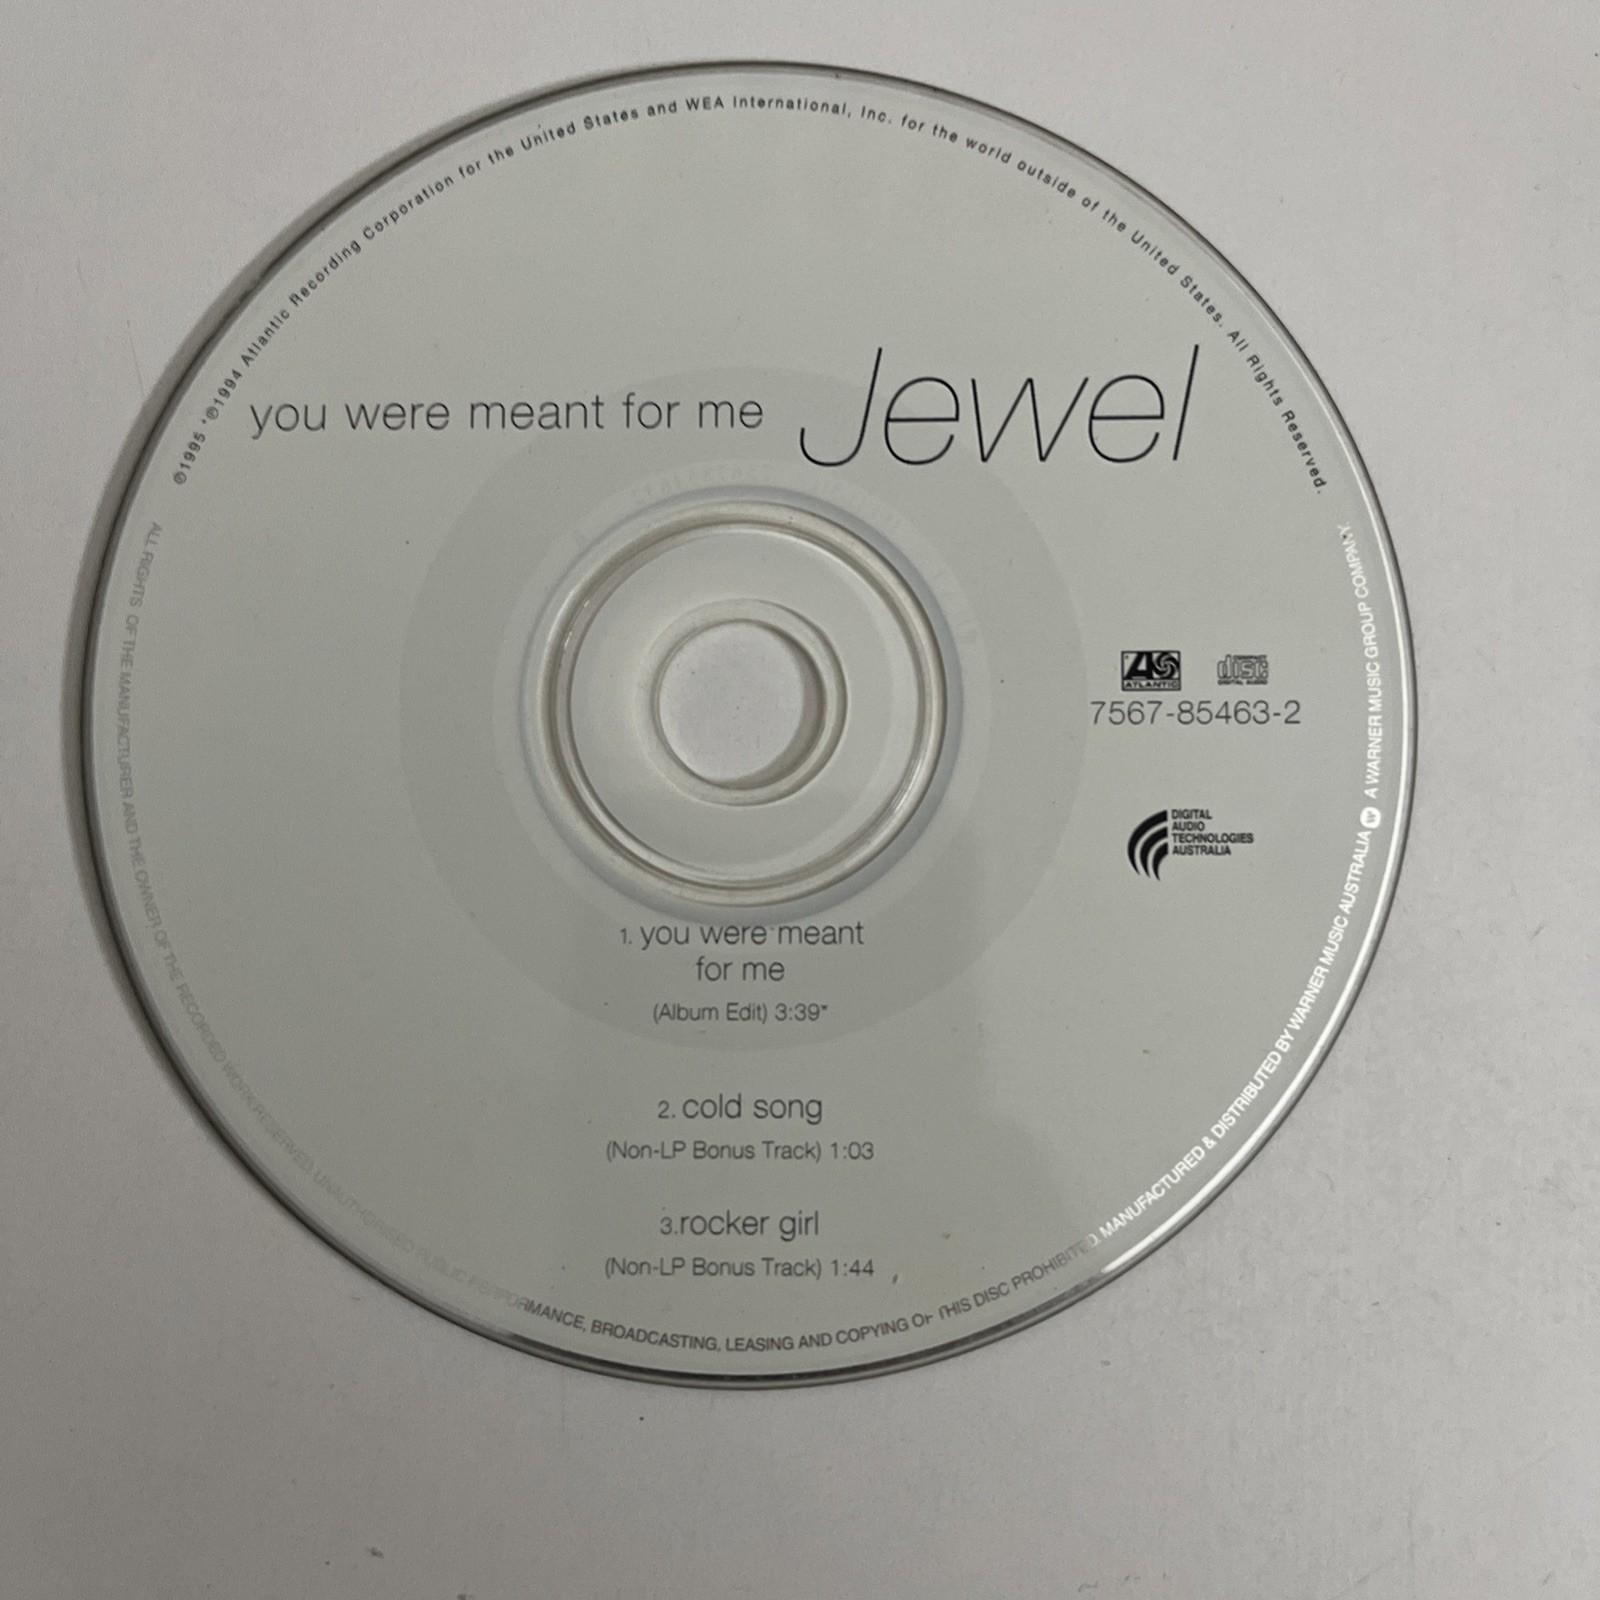 ℗1995 *℗1994 Atlantic Recording Corporation for the United States and WEA International, Inc. for the world outside of the United States. All Rights Reserved.
you were meant for me Jewel
ATLANTIC
COMPACT disc DIGITAL AUDIO
7567-85463-2
DIGITAL
AUDIO
TECHNOLOGIES
AUSTRALIA
1. you were meant
for me
(Album Edit) 3:39*
2. cold song
(Non-LP Bonus Track) 1:03
3.rocker girl
(Non-LP Bonus Track) 1:44
ALL RIGHTS OF THE MANUFACTURER AND THE OWNER OF THE RECORDED WORK RESERVED. UNAUTHORISED PUBLIC PERFORMANCE, BROADCASTING, LEASING AND COPYING OF THIS DISC PROHIBITED. MANUFACTURED & DISTRIBUTED BY WARNER MUSIC AUSTRALIA W A WARNER MUSIC GROUP COMPANY.